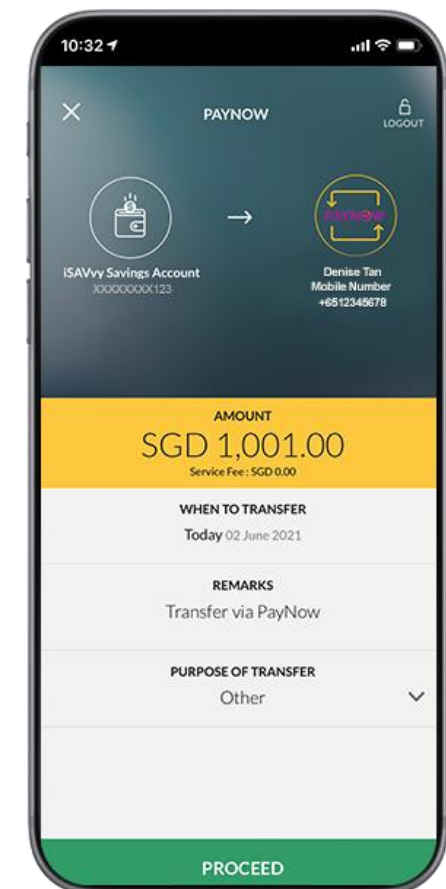 10:32
PAYNOW
LOGOUT
PAYNOW
iSAVvy Savings Account
XXXXXXXX123
Denise Tan
Mobile Number
+6512345678
AMOUNT
SGD 1,001.00
Service Fee : SGD 0.00
WHEN TO TRANSFER
Today 02 June 2021
REMARKS
Transfer via PayNow
PURPOSE OF TRANSFER
Other
PROCEED